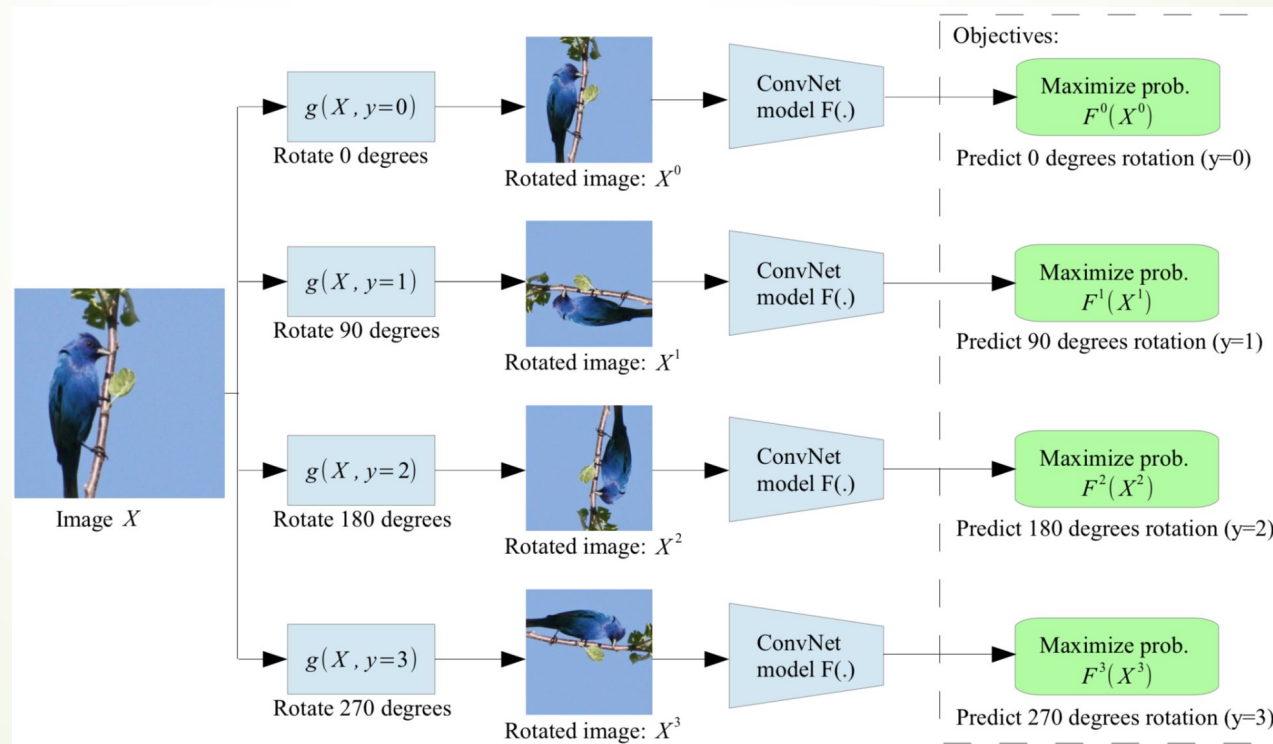 Objectives:
g(X, y=0)
Rotate 0 degrees
Rotated image: X⁰
ConvNet
model F(.)
Maximize prob.
F⁰(X⁰)
Predict 0 degrees rotation (y=0)
g(X, y=1)
Rotate 90 degrees
Rotated image: X¹
ConvNet
model F(.)
Maximize prob.
F¹(X¹)
Predict 90 degrees rotation (y=1)
Image X
g(X, y=2)
Rotate 180 degrees
Rotated image: X²
ConvNet
model F(.)
Maximize prob.
F²(X²)
Predict 180 degrees rotation (y=2)
g(X, y=3)
Rotate 270 degrees
Rotated image: X³
ConvNet
model F(.)
Maximize prob.
F³(X³)
Predict 270 degrees rotation (y=3)